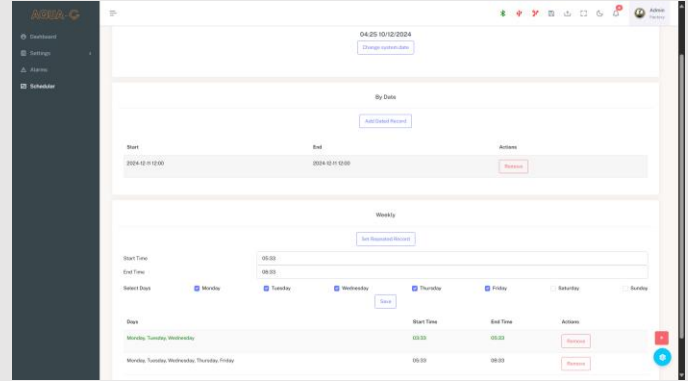 ANIA-G
Admin
Factory
Dashboard
Settings
Alarms
Scheduler
04:25 10/12/2024
Change system date
By Date
Add Dated Record
Start End Actions
2024-12-11 12:00 2024-12-11 12:00 Remove
Weekly
Set Repeated Record
Start Time 05:33
End Time 06:33
Select Days Monday Tuesday Wednesday Thursday Friday Saturday Sunday
Save
Days Start Time End Time Actions
Monday, Tuesday, Wednesday 03:33 05:33 Remove
Monday, Tuesday, Wednesday, Thursday, Friday 05:33 06:33 Remove